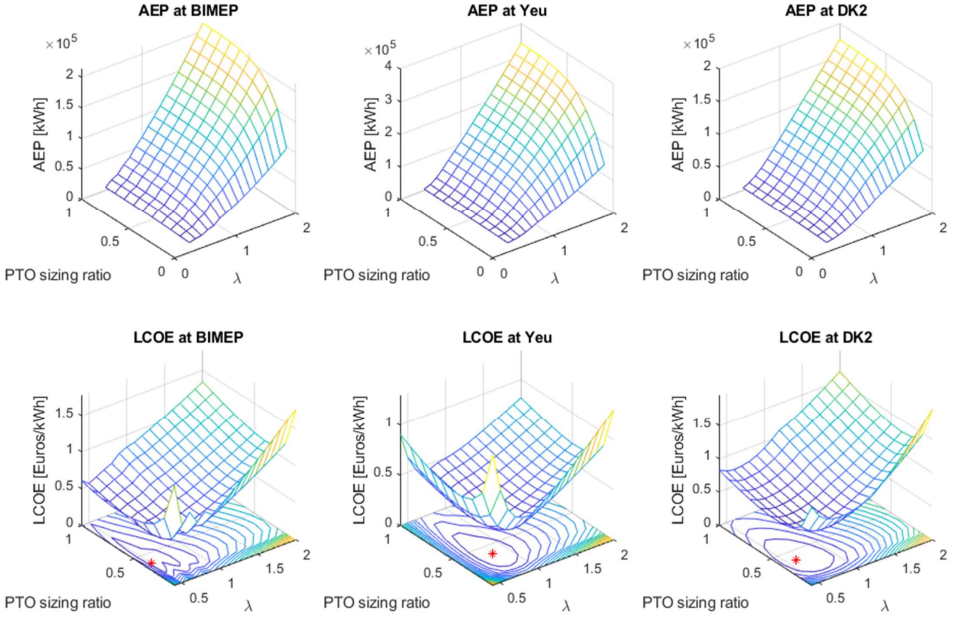 AEP at BIMEP
AEP at Yeu
AEP at DK2
×10⁵
×10⁵
×10⁵
AEP [kWh]
2
1.5
1
0.5
0
1
0.5
0
0
1
2
PTO sizing ratio
λ
AEP [kWh]
4
3
2
1
0
1
0.5
0
0
1
2
PTO sizing ratio
λ
AEP [kWh]
2
1.5
1
0.5
0
1
0.5
0
0
1
2
PTO sizing ratio
λ
LCOE at BIMEP
LCOE at Yeu
LCOE at DK2
LCOE [Euros/kWh]
1.5
1
0.5
0
1
0.5
0.5
1
1.5
2
PTO sizing ratio
λ
LCOE [Euros/kWh]
1
0.5
0
1
0.5
0.5
1
1.5
2
PTO sizing ratio
λ
LCOE [Euros/kWh]
1.5
1
0.5
0
1
0.5
0.5
1
1.5
2
PTO sizing ratio
λ